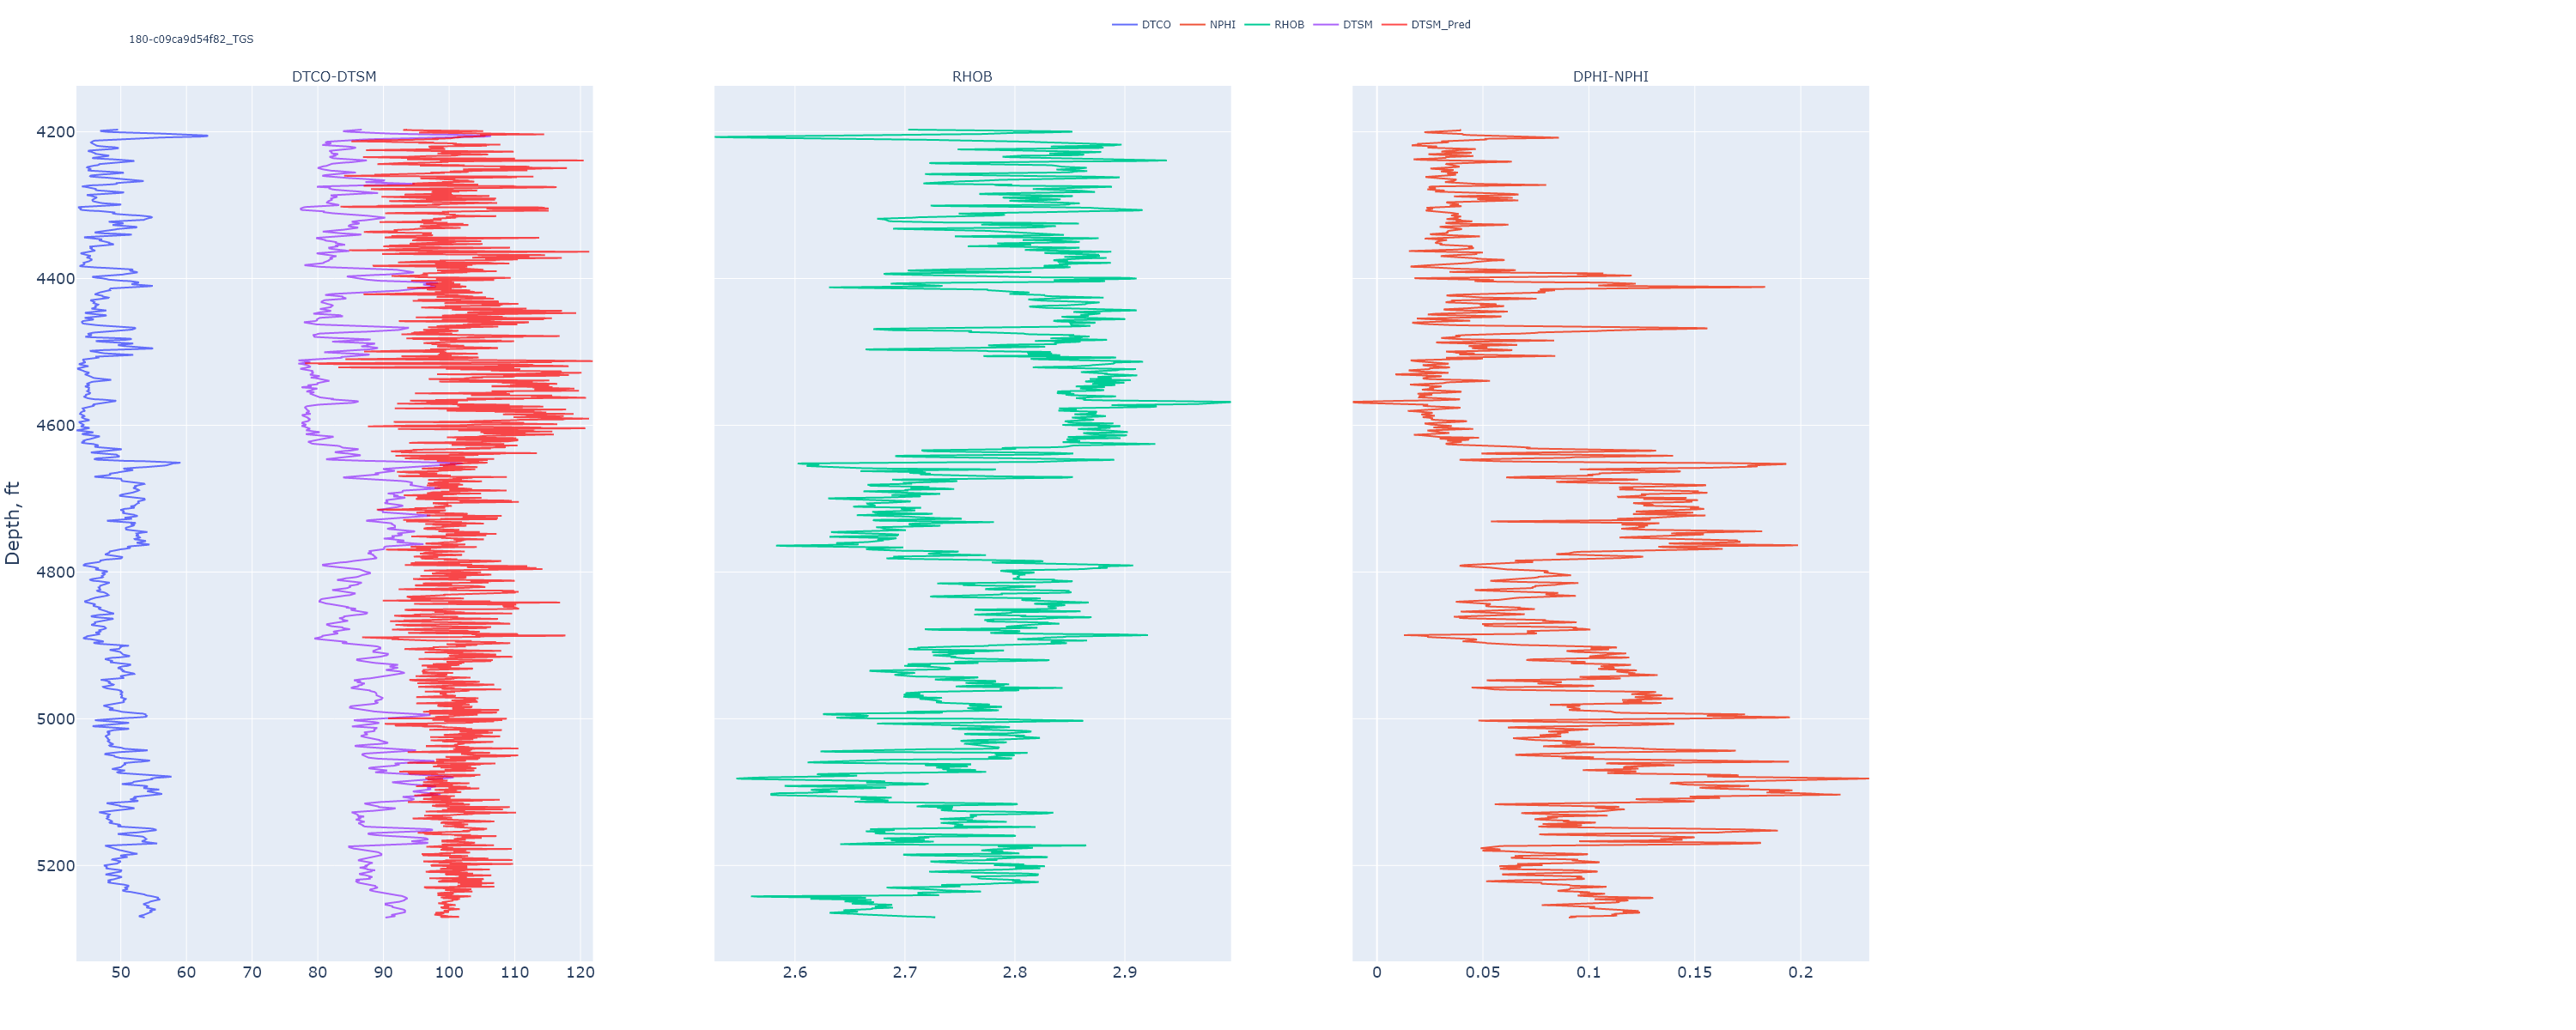 DTCO NPHI RHOB DTSM DTSM_Pred
180-c09ca9d54f82_TGS
DTCO-DTSM RHOB DPHI-NPHI
Depth, ft
4200
4400
4600
4800
5000
5200
50 60 70 80 90 100 110 120
2.6 2.7 2.8 2.9
0 0.05 0.1 0.15 0.2